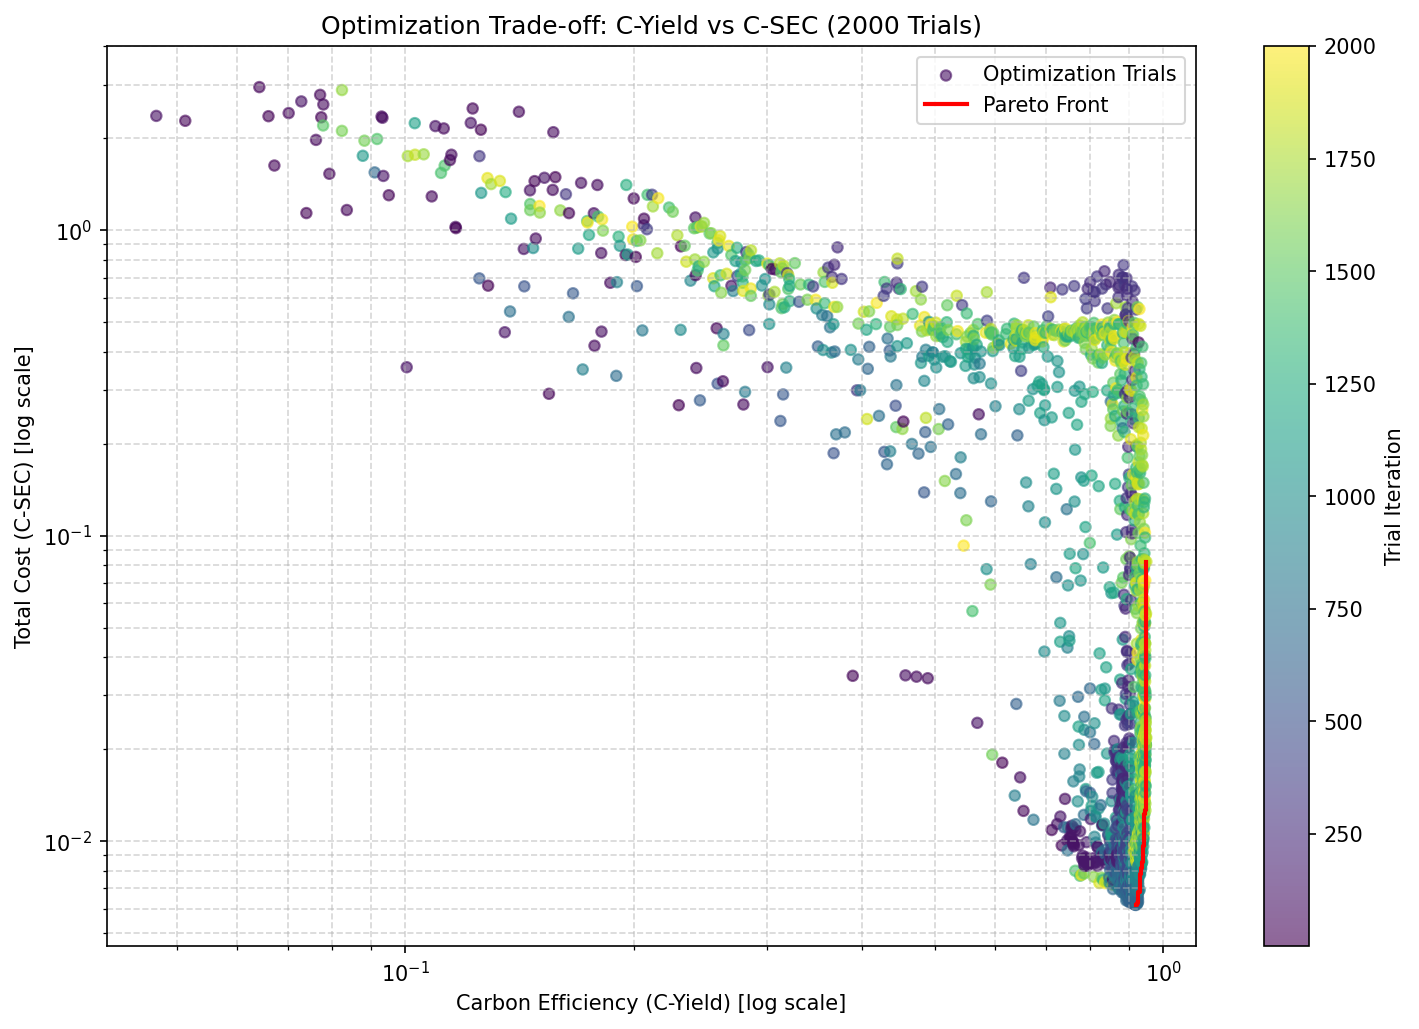 Optimization Trade-off: C-Yield vs C-SEC (2000 Trials)
Optimization Trials
Pareto Front
Total Cost (C-SEC) [log scale]
10⁰
10⁻¹
10⁻²
10⁻¹
10⁰
Carbon Efficiency (C-Yield) [log scale]
2000
1750
1500
1250
1000
750
500
250
Trial Iteration